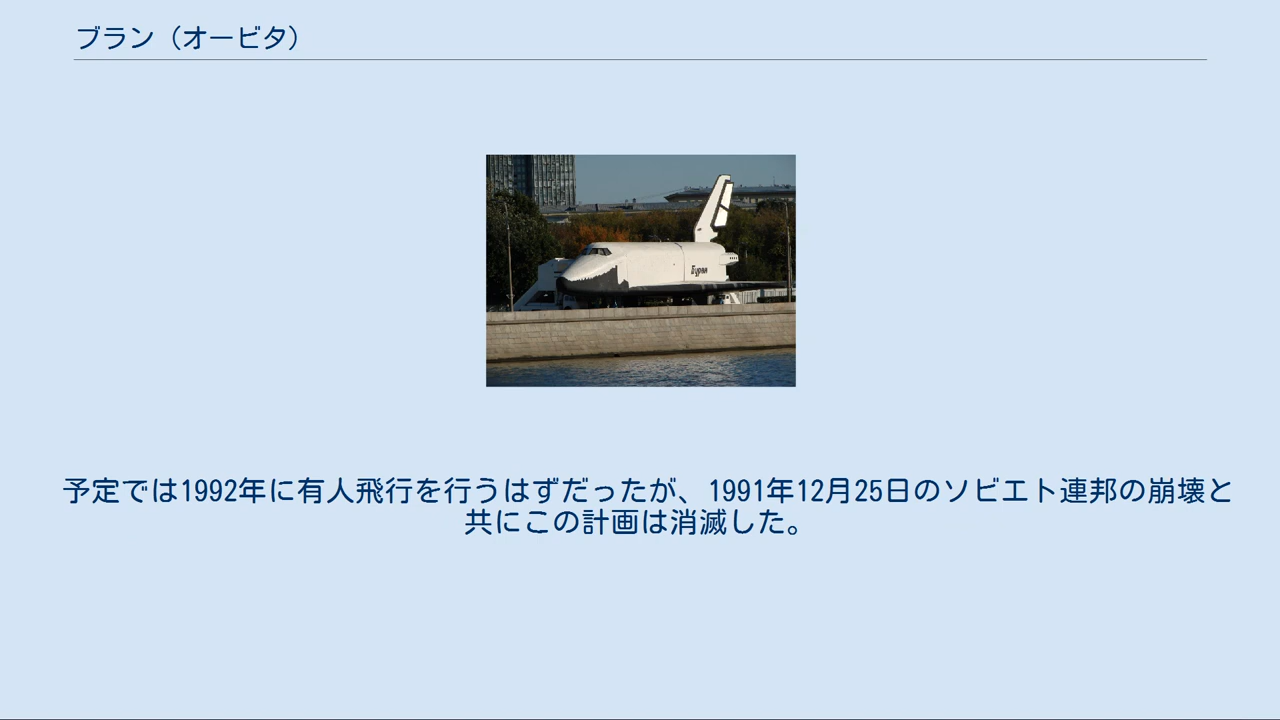 ブラン（オービタ）
Буран
予定では1992年に有人飛行を行うはずだったが、1991年12月25日のソビエト連邦の崩壊と
共にこの計画は消滅した。